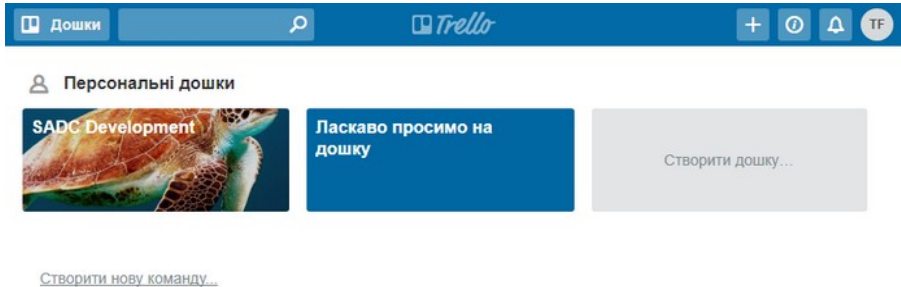 Дошки
Trello
TF
Персональні дошки
SADC Development
Ласкаво просимо на
дошку
Створити дошку...
Створити нову команду...